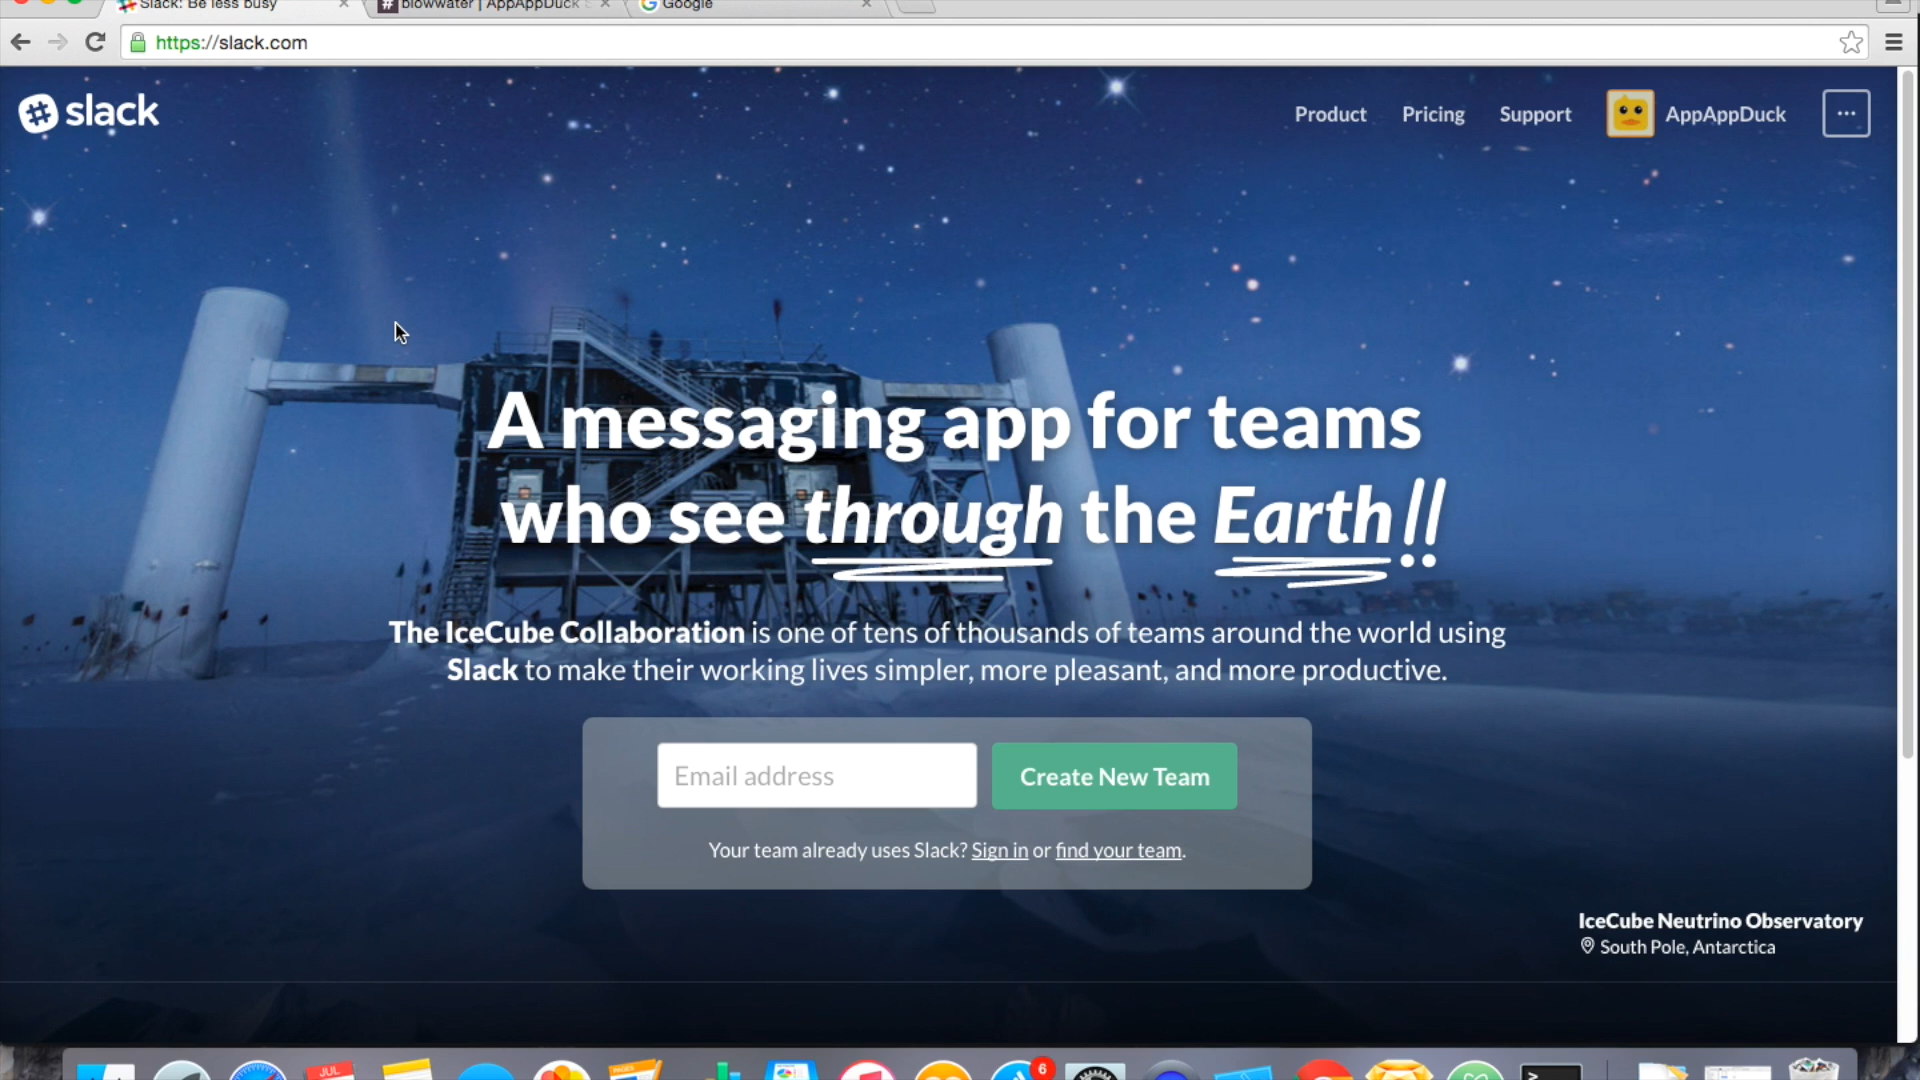 Slack: Be less busy
blowwater | AppAppDuck S
Google
https://slack.com
slack
Product
Pricing
Support
AppAppDuck
A messaging app for teams
who see through the Earth!!
The IceCube Collaboration is one of tens of thousands of teams around the world using
Slack to make their working lives simpler, more pleasant, and more productive.
Email address
Create New Team
Your team already uses Slack? Sign in or find your team.
IceCube Neutrino Observatory
South Pole, Antarctica
JUL
PAGES
6